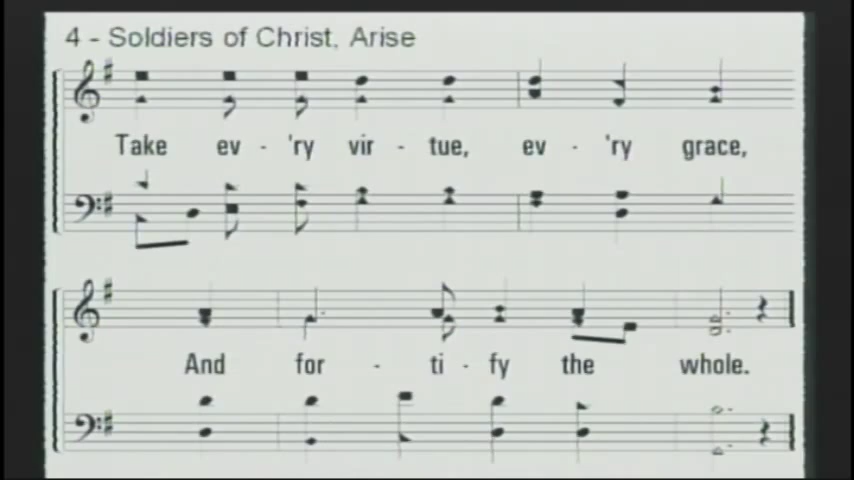 4 - Soldiers of Christ, Arise
Take ev - 'ry vir - tue, ev - 'ry grace,
And for - ti - fy the whole.